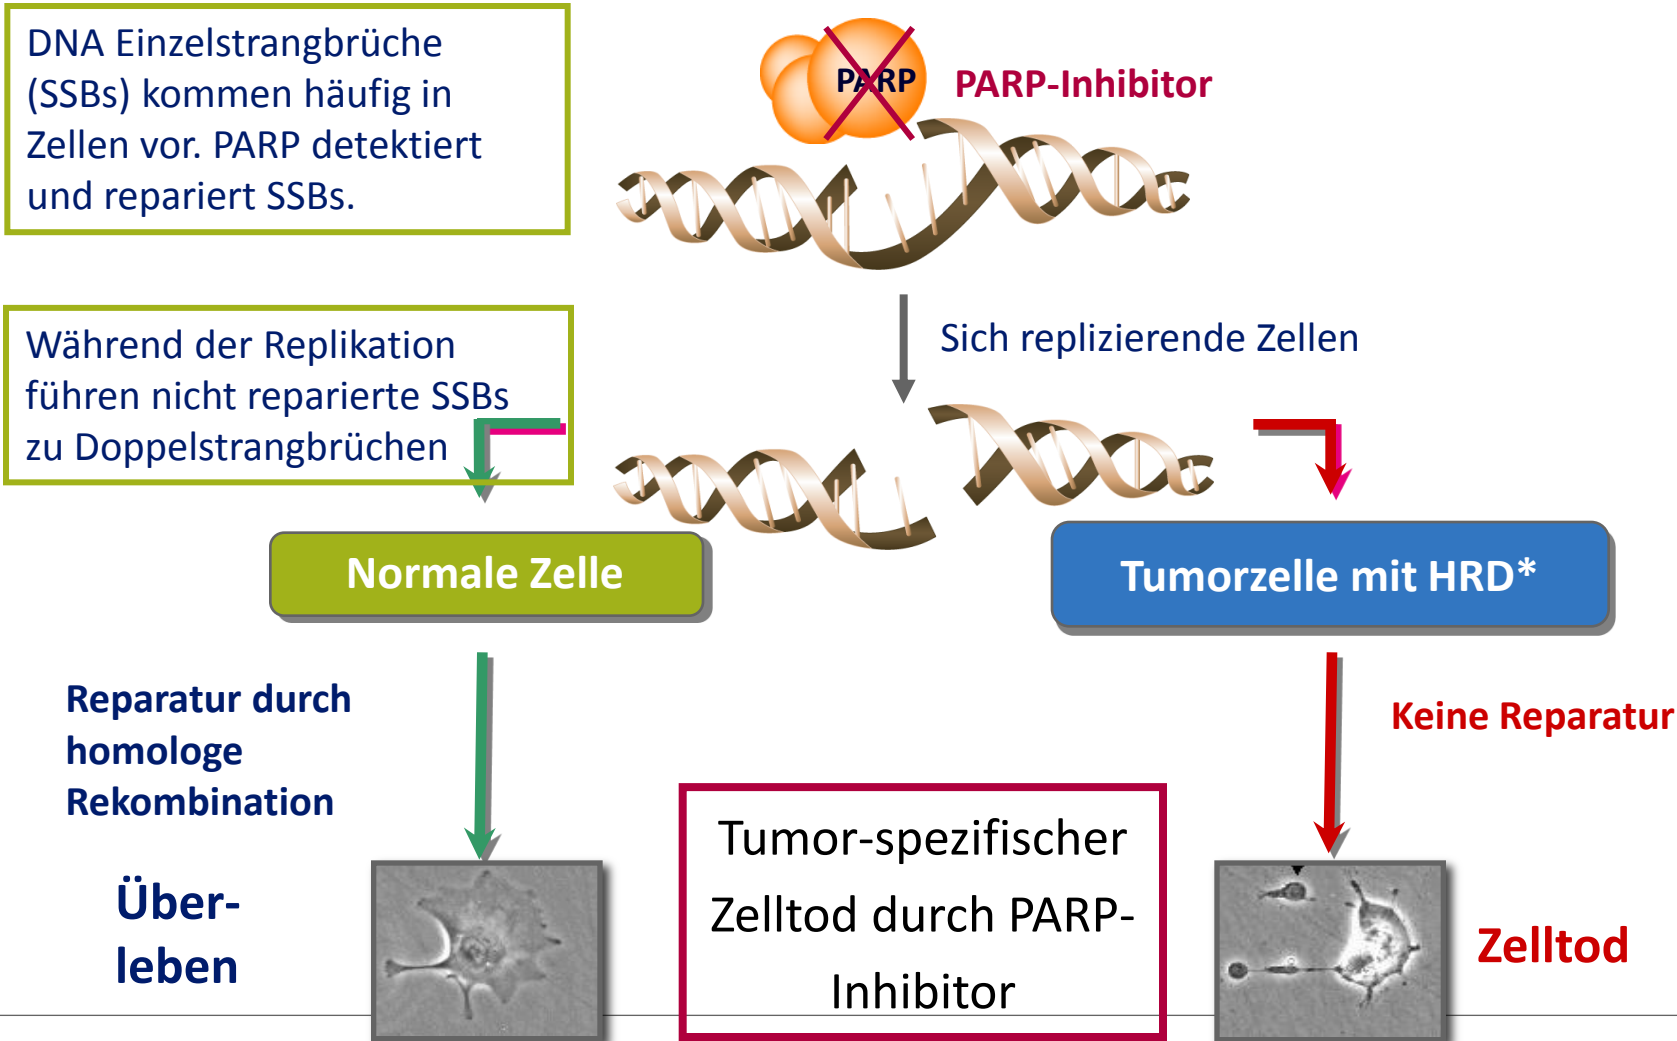 DNA Einzelstrangbrüche
(SSBs) kommen häufig in
Zellen vor. PARP detektiert
und repariert SSBs.
PARP
PARP-Inhibitor
Während der Replikation
führen nicht reparierte SSBs
zu Doppelstrangbrüchen
Sich replizierende Zellen
Normale Zelle
Tumorzelle mit HRD*
Reparatur durch
homologe
Rekombination
Keine Reparatur
Über-
leben
Tumor-spezifischer
Zelltod durch PARP-
Inhibitor
Zelltod